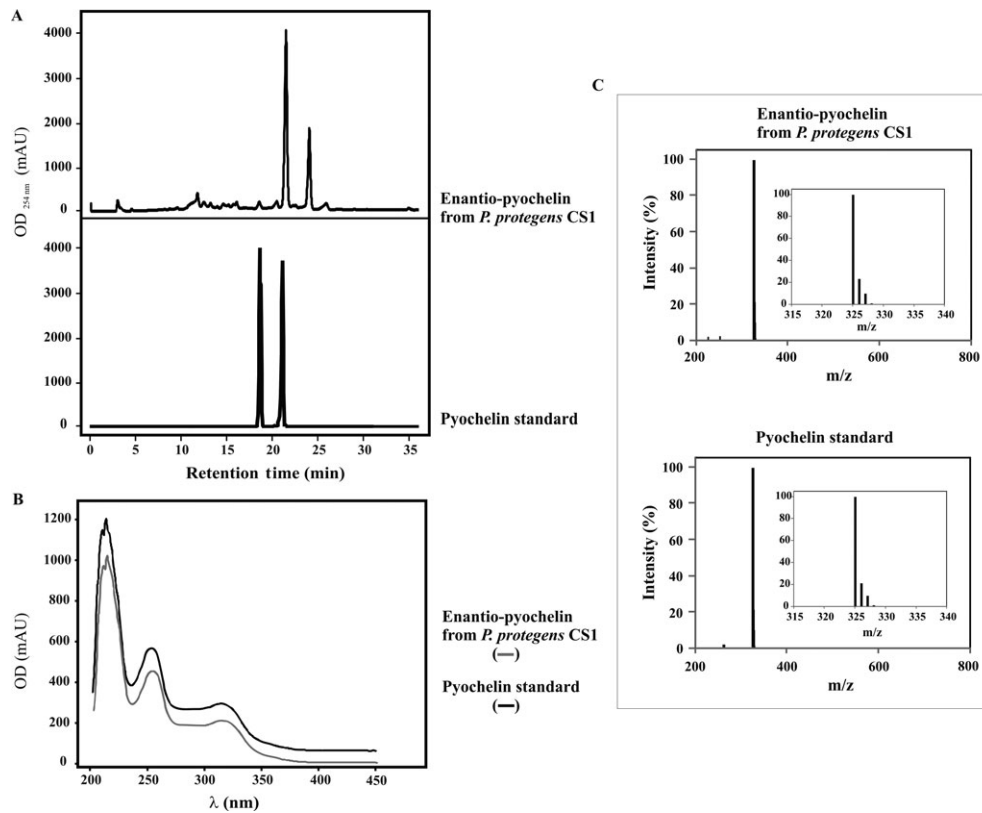 A
4000
3000
2000
1000
0
4000
3000
2000
1000
0
OD 254 nm (mAU)
Enantio-pyochelin
from P. protegens CS1
Pyochelin standard
0 5 10 15 20 25 30 35
Retention time (min)
B
1200
1000
800
600
400
200
0
OD (mAU)
200 250 300 350 400 450
λ (nm)
Enantio-pyochelin
from P. protegens CS1
(—)
Pyochelin standard
(—)
C
Enantio-pyochelin
from P. protegens CS1
100
80
60
40
20
0
Intensity (%)
200 400 600 800
m/z
100
80
60
40
20
0
315 320 325 330 335 340
m/z
Pyochelin standard
100
80
60
40
20
0
Intensity (%)
200 400 600 800
m/z
100
80
60
40
20
0
315 320 325 330 335 340
m/z